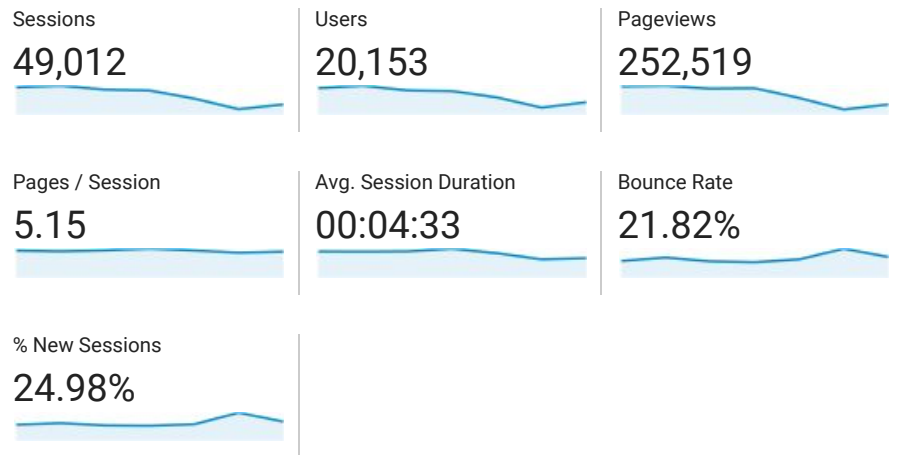 Sessions
49,012
Users
20,153
Pageviews
252,519
Pages / Session
5.15
Avg. Session Duration
00:04:33
Bounce Rate
21.82%
% New Sessions
24.98%